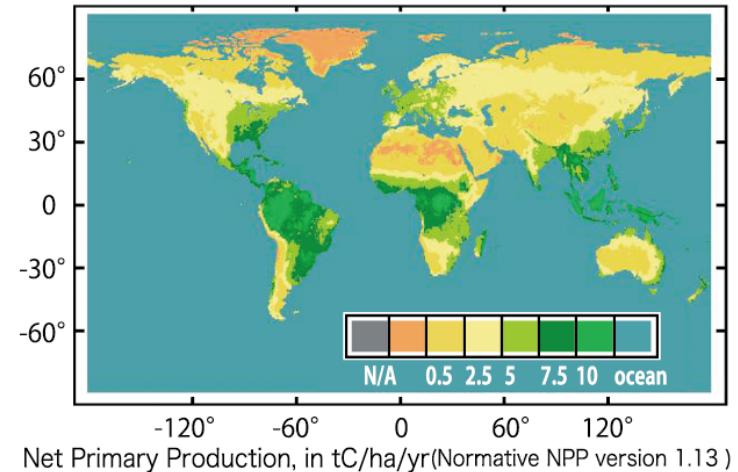 60°
30°
0
-30°
-60°
N/A 0.5 2.5 5 7.5 10 ocean
-120° -60° 0 60° 120°
Net Primary Production, in tC/ha/yr(Normative NPP version 1.13 )